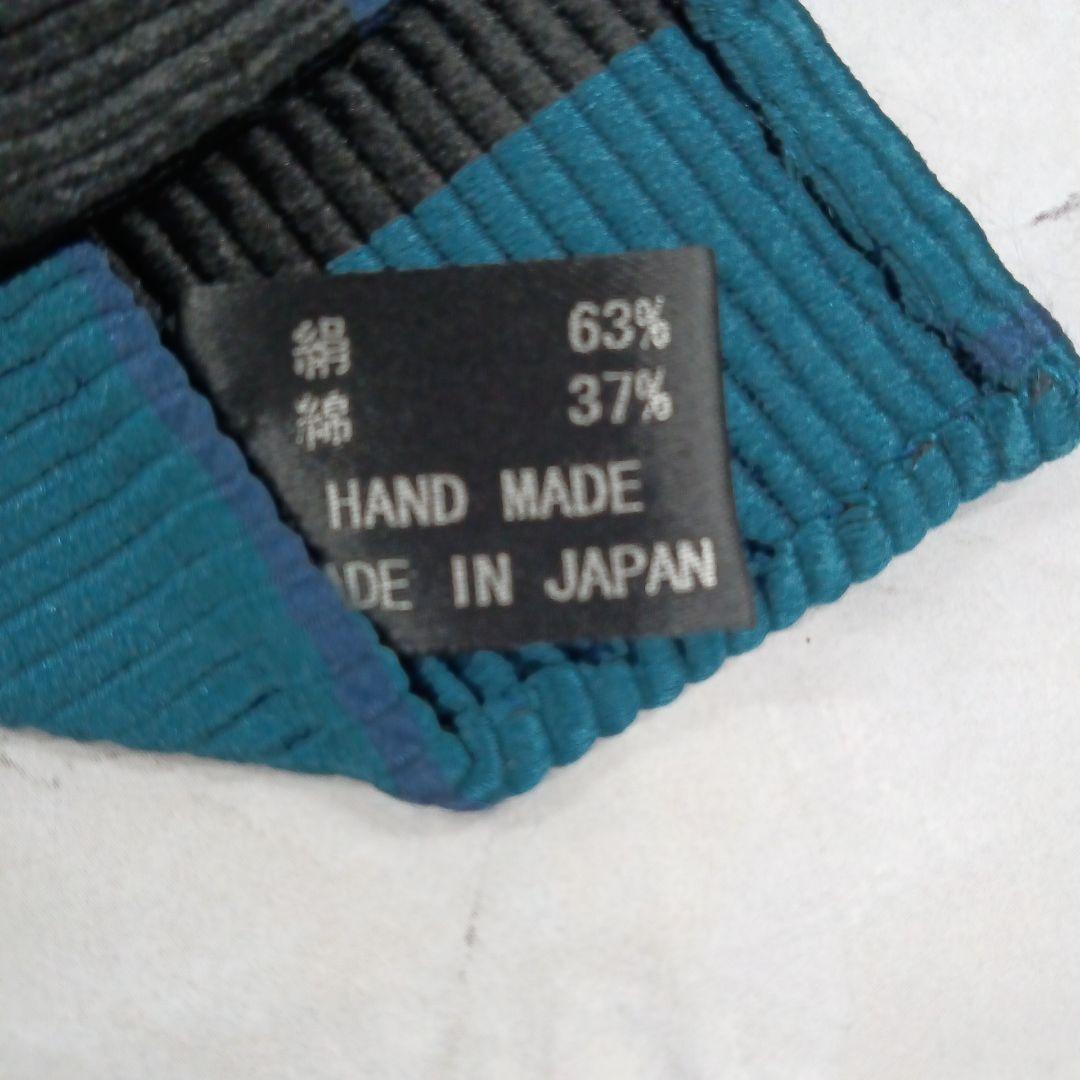 絹 63%
綿 37%
HAND MADE
ADE IN JAPAN